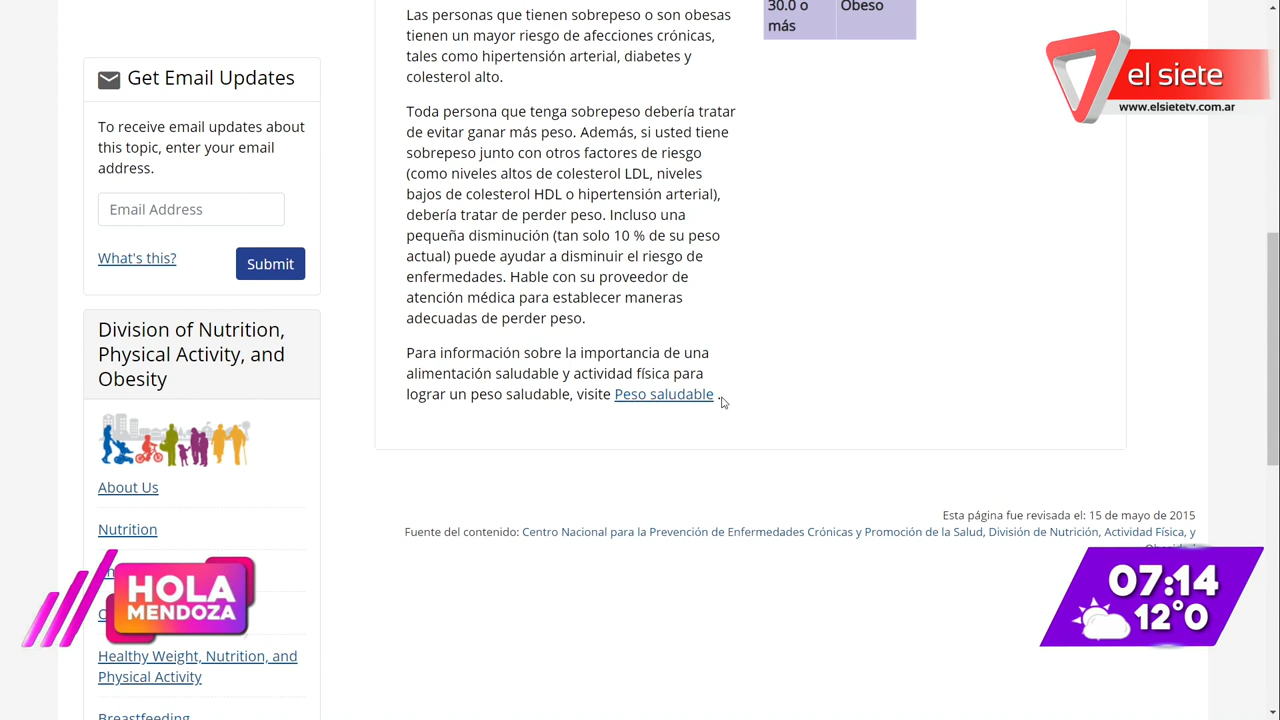 Las personas que tienen sobrepeso o son obesas
tienen un mayor riesgo de afecciones crónicas,
tales como hipertensión arterial, diabetes y
colesterol alto.
Toda persona que tenga sobrepeso debería tratar
de evitar ganar más peso. Además, si usted tiene
sobrepeso junto con otros factores de riesgo
(como niveles altos de colesterol LDL, niveles
bajos de colesterol HDL o hipertensión arterial),
debería tratar de perder peso. Incluso una
pequeña disminución (tan solo 10 % de su peso
actual) puede ayudar a disminuir el riesgo de
enfermedades. Hable con su proveedor de
atención médica para establecer maneras
adecuadas de perder peso.
Para información sobre la importancia de una
alimentación saludable y actividad física para
lograr un peso saludable, visite Peso saludable .
30.0 o
más
Obeso
el siete
www.elsietetv.com.ar
Get Email Updates
To receive email updates about
this topic, enter your email
address.
Email Address
What's this?
Submit
Division of Nutrition,
Physical Activity, and
Obesity
About Us
Nutrition
HOLA
MENDOZA
Healthy Weight, Nutrition, and
Physical Activity
Breastfeeding
Esta página fue revisada el: 15 de mayo de 2015
Fuente del contenido: Centro Nacional para la Prevención de Enfermedades Crónicas y Promoción de la Salud, División de Nutrición, Actividad Física, y
07:14
12°0